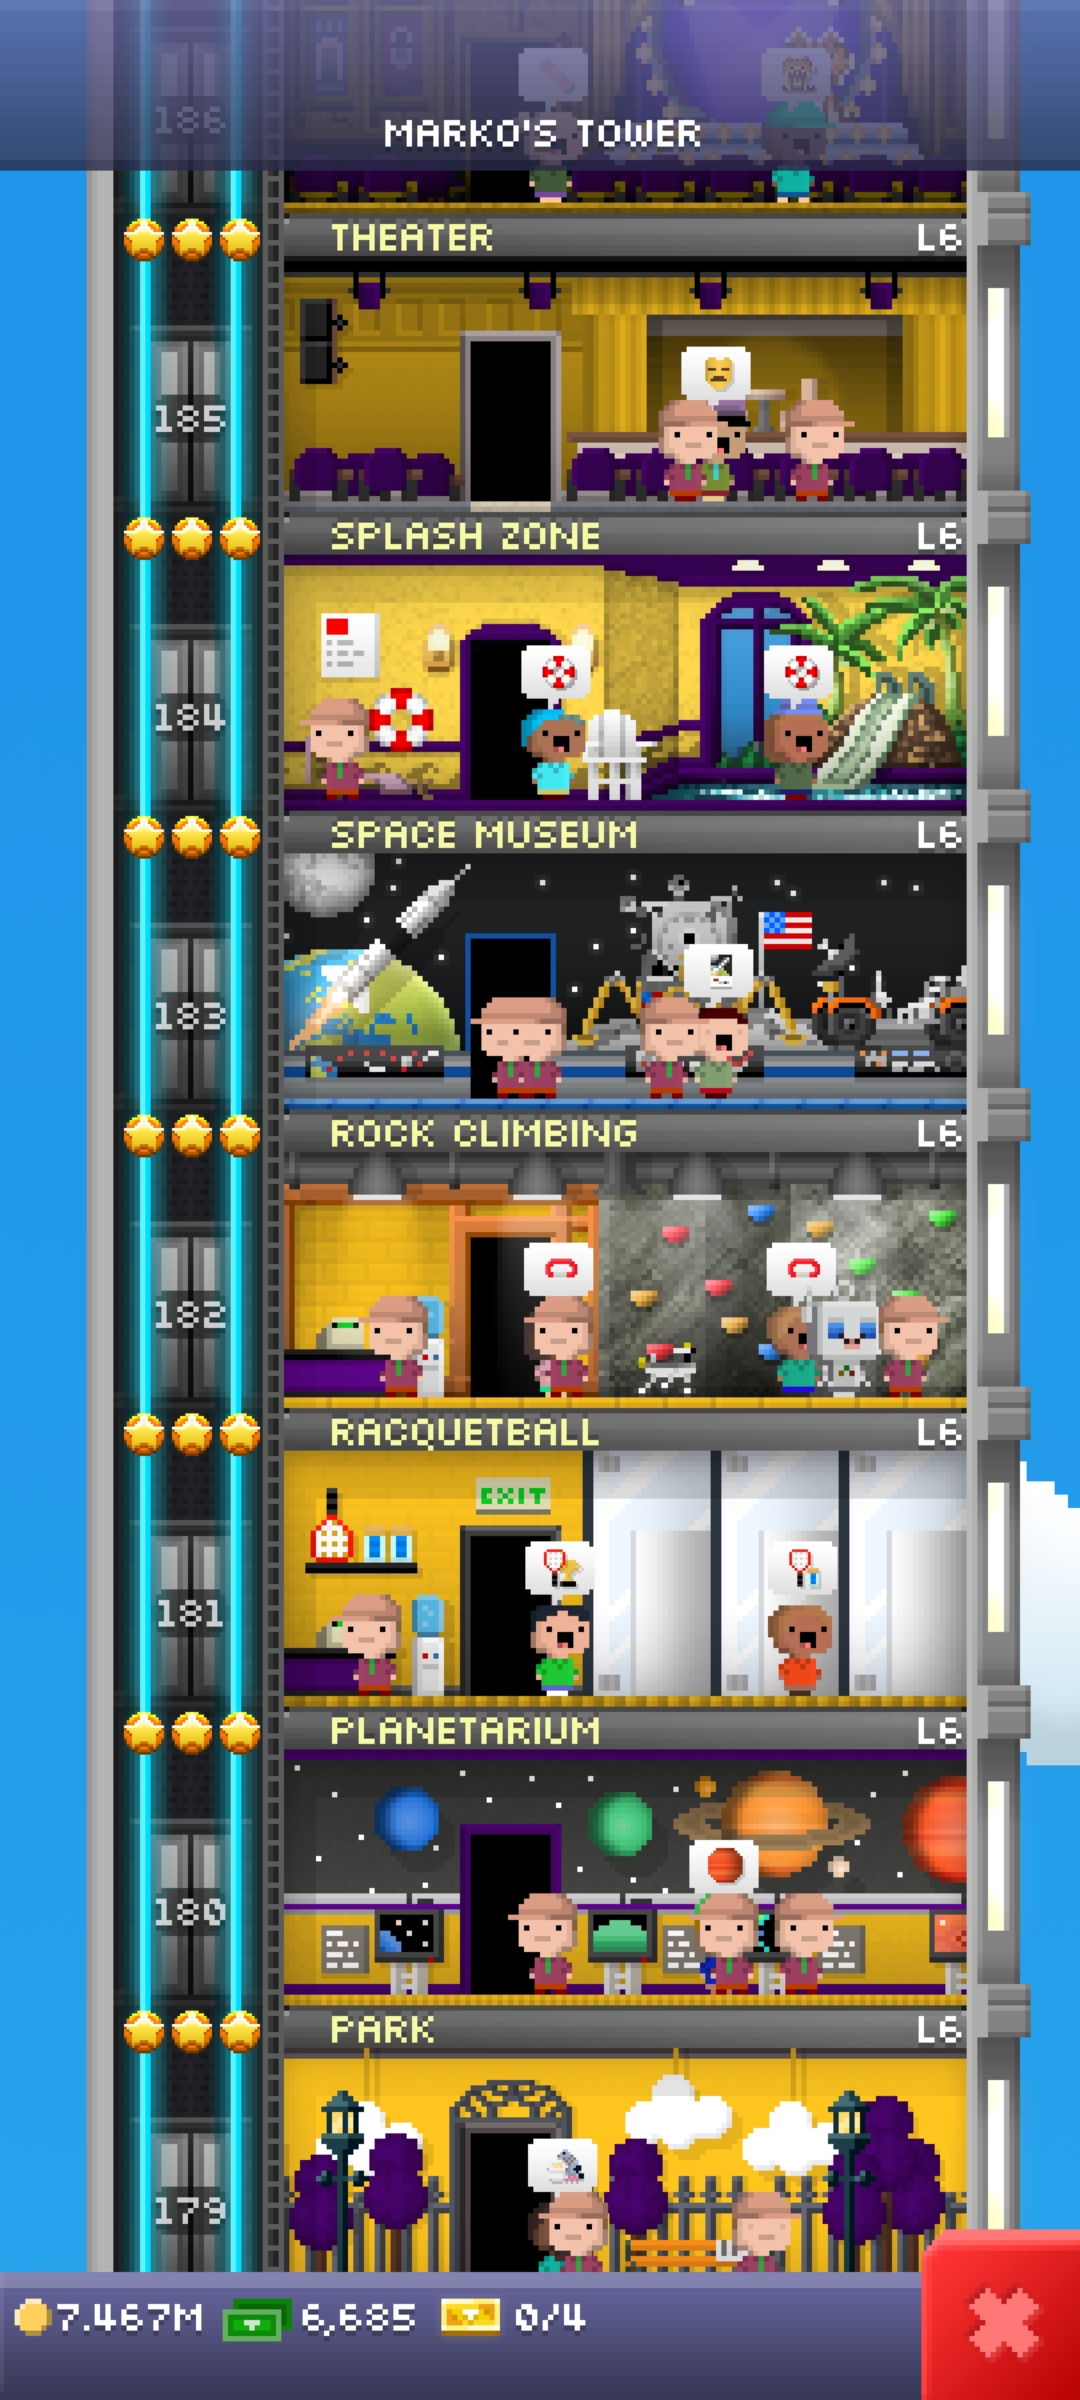 186
MARKO'S TOWER
THEATER L6
185
SPLASH ZONE L6
184
SPACE MUSEUM L6
183
ROCK CLIMBING L6
182
RACQUETBALL L6
EXIT
181
PLANETARIUM L6
180
PARK L6
179
7.467M 6,685 0/4